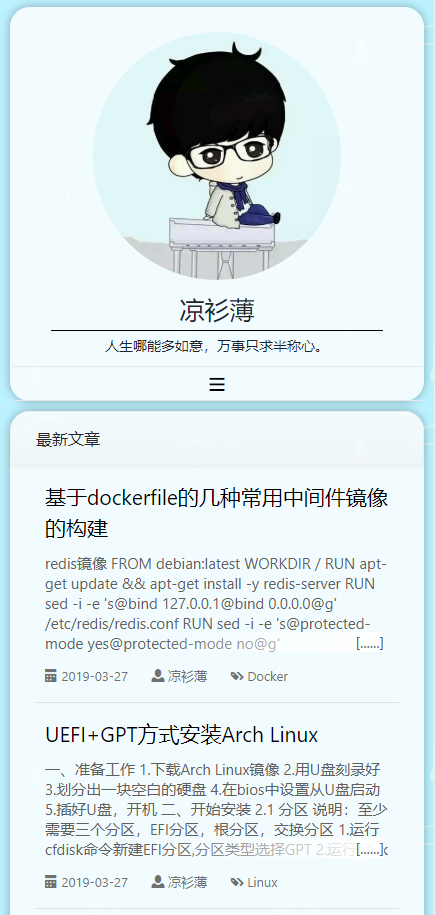 凉衫薄
人生哪能多如意，万事只求半称心。
最新文章
基于dockerfile的几种常用中间件镜像
的构建
redis镜像 FROM debian:latest WORKDIR / RUN apt-
get update && apt-get install -y redis-server RUN
sed -i -e 's@bind 127.0.0.1@bind 0.0.0.0@g'
/etc/redis/redis.conf RUN sed -i -e 's@protected-
mode yes@protected-mode no@g' [......]
2019-03-27 凉衫薄 Docker
UEFI+GPT方式安装Arch Linux
一、准备工作 1.下载Arch Linux镜像 2.用U盘刻录好
3.划分出一块空白的硬盘 4.在bios中设置从U盘启动
5.插好U盘，开机 二、开始安装 2.1 分区 说明：至少
需要三个分区，EFI分区，根分区，交换分区 1.运行
cfdisk命令新建EFI分区,分区类型选择GPT 2.运行[......]
2019-03-27 凉衫薄 Linux